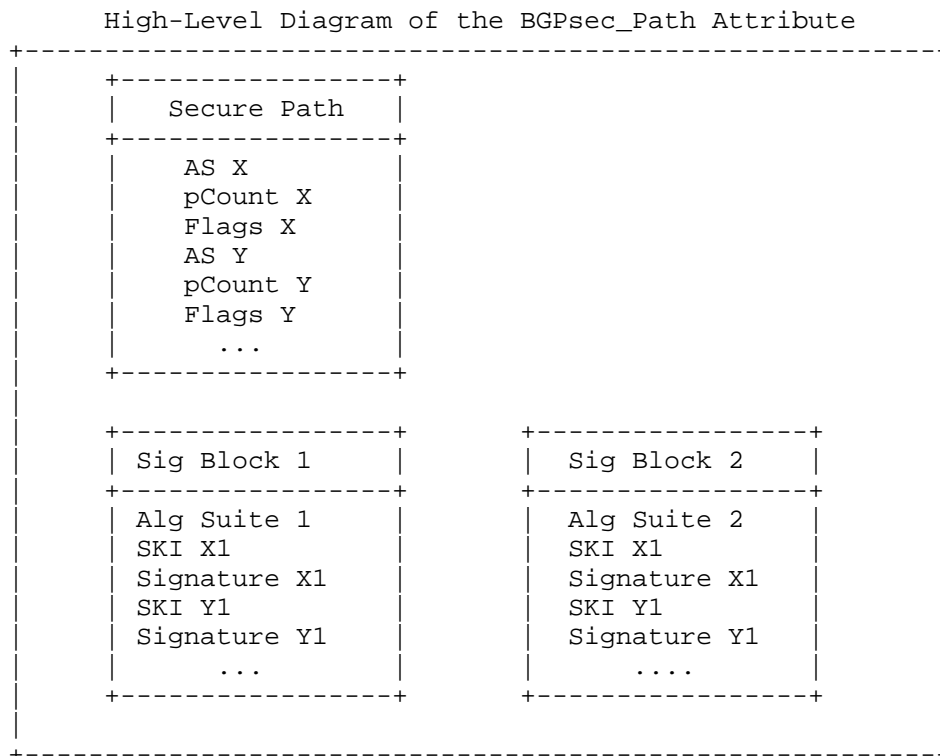 High-Level Diagram of the BGPsec_Path Attribute
Secure Path
AS X
pCount X
Flags X
AS Y
pCount Y
Flags Y
...
Sig Block 1
Sig Block 2
Alg Suite 1
Alg Suite 2
SKI X1
SKI X1
Signature X1
Signature X1
SKI Y1
SKI Y1
Signature Y1
Signature Y1
...
....